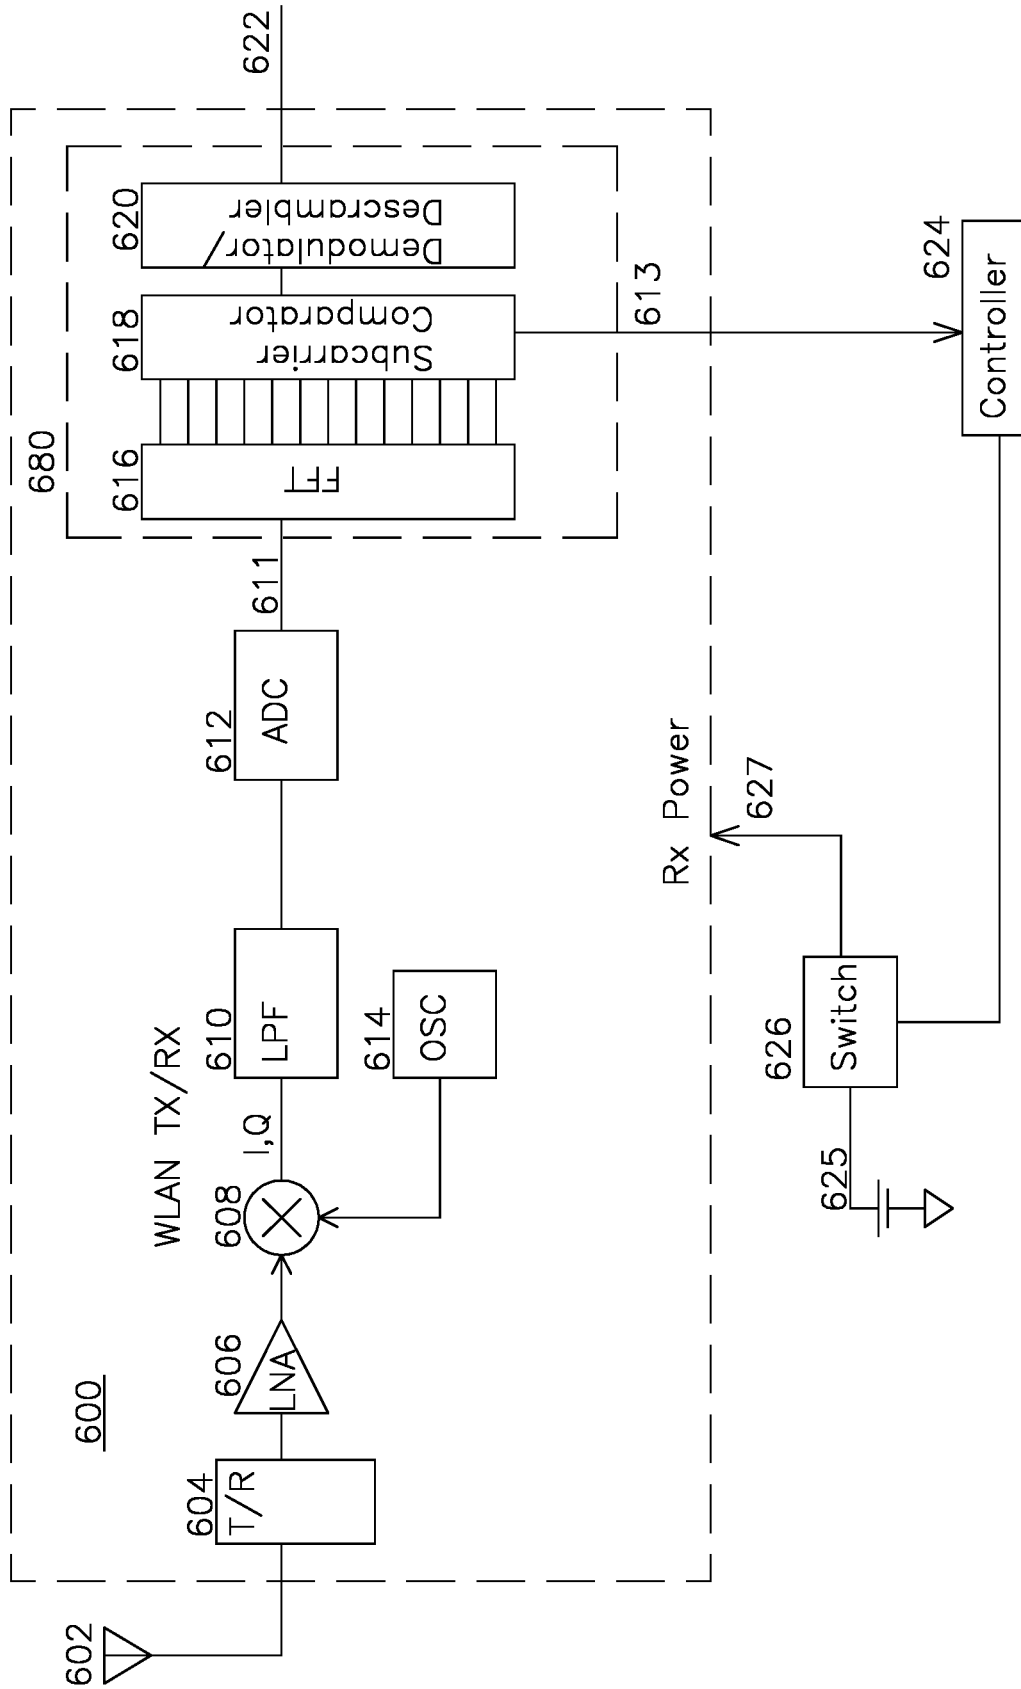 600
WLAN TX/RX
680
602
604
T/R
606
LNA
608
I,Q
610
LPF
614
OSC
612
ADC
611
616
FFT
618
Subcarrier
Comparator
620
Demodulator/
Descrambler
622
613
Rx Power
627
625
626
Switch
624
Controller